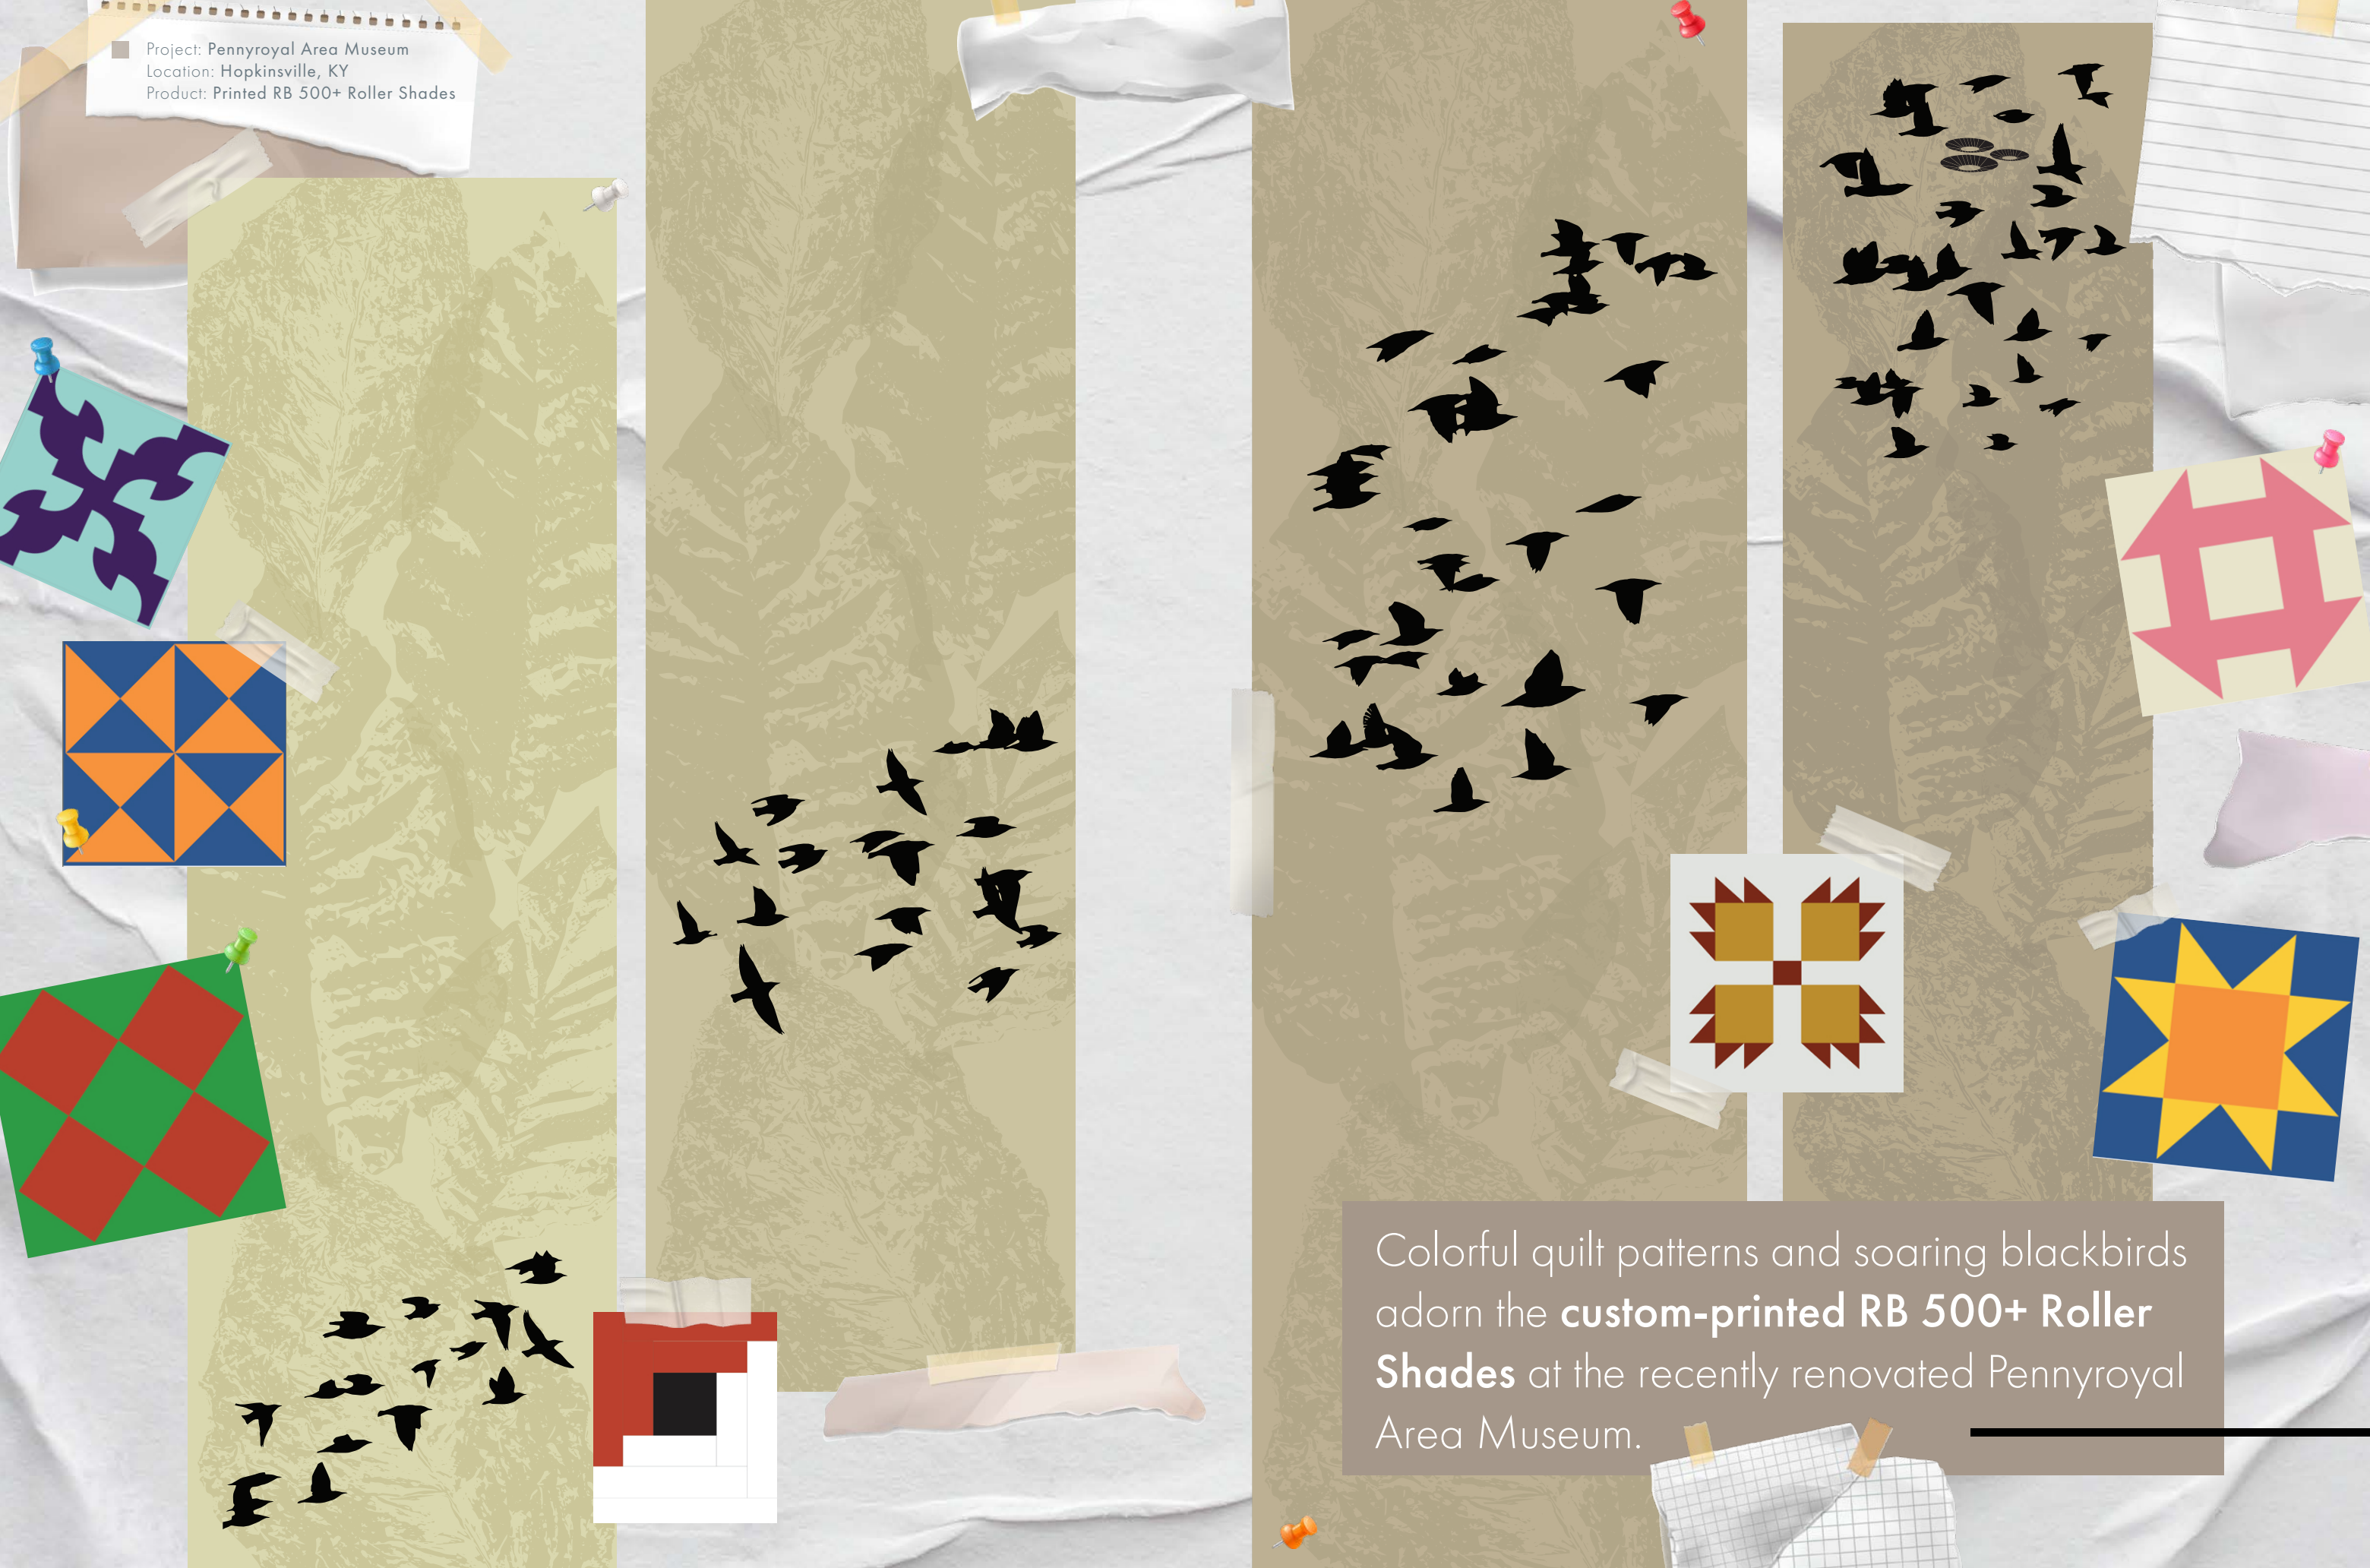 Project: Pennyroyal Area Museum
Location: Hopkinsville, KY
Product: Printed RB 500+ Roller Shades
Colorful quilt patterns and soaring blackbirds
adorn the custom-printed RB 500+ Roller
Shades at the recently renovated Pennyroyal
Area Museum.